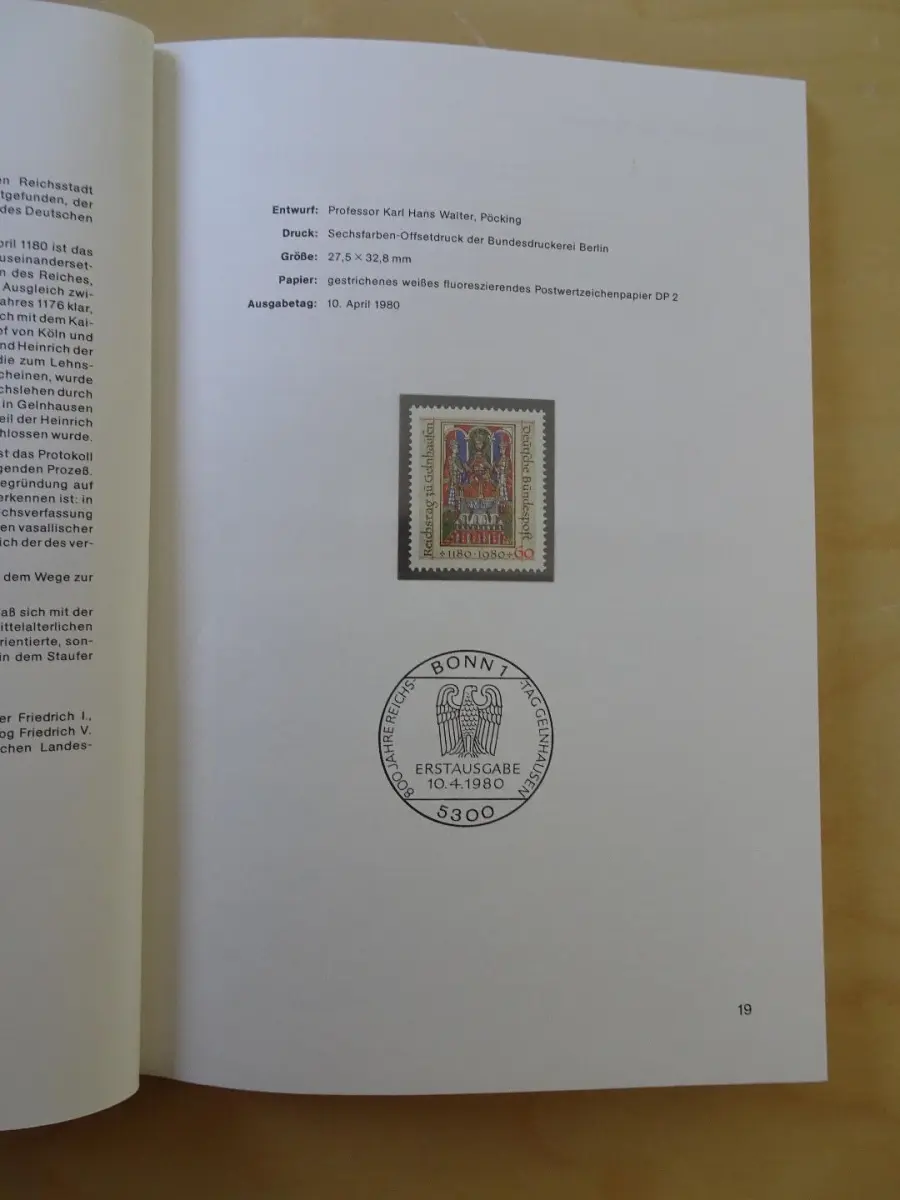 en Reichsstadt
tgefunden, der
des Deutschen
pril 1180 ist das
useinanderset-
n des Reiches,
Ausgleich zwi-
ahres 1176 klar,
ch mit dem Kai-
of von Köln und
nd Heinrich der
die zum Lehns-
cheinen, wurde
chslehen durch
in Gelnhausen
eil der Heinrich
hlossen wurde.
st das Protokoll
genden Prozeß.
egründung auf
erkennen ist: in
chsverfassung
en vasallischer
ich der des ver-
dem Wege zur
aß sich mit der
ittelalterlichen
rientierte, son-
in dem Staufer
er Friedrich I.,
og Friedrich V.
chen Landes-
Entwurf: Professor Karl Hans Walter, Pöcking
Druck: Sechsfarben-Offsetdruck der Bundesdruckerei Berlin
Größe: 27,5 × 32,8 mm
Papier: gestrichenes weißes fluoreszierendes Postwertzeichenpapier DP 2
Ausgabetag: 10. April 1980
Reichstag zu Gelnhausen
Deutsche Bundespost
+1180·1980+ 60
BONN 1
800 JAHRE REICHS-
-TAG GELNHAUSEN
ERSTAUSGABE
10.4.1980
5300
19